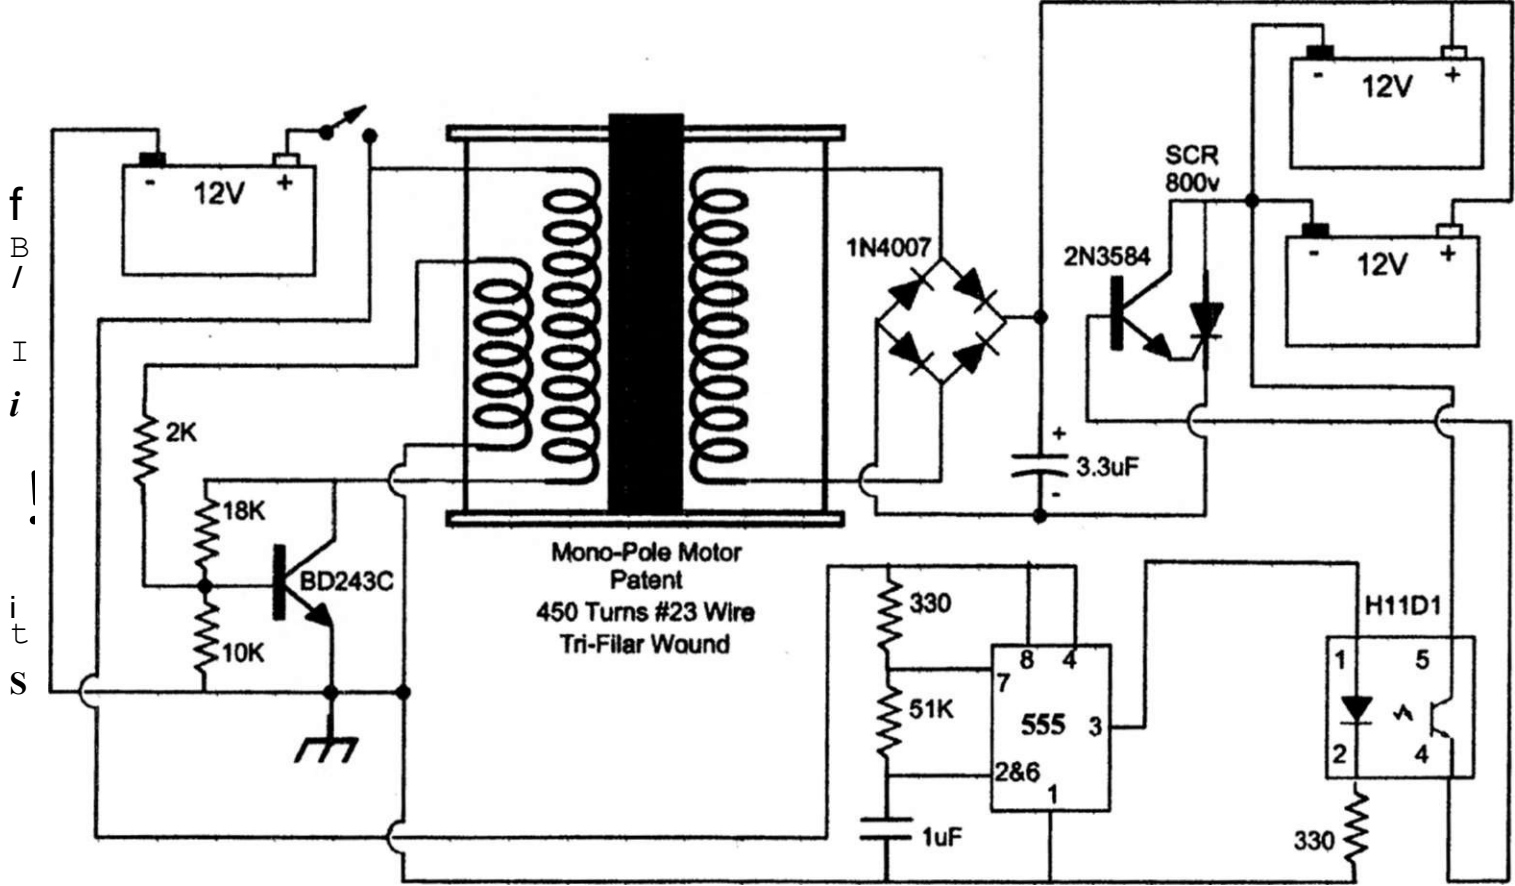 f
B
/
I
i
!
it
s
- 12V +
2K
18K
BD243C
10K
Mono-Pole Motor
Patent
450 Turns #23 Wire
Tri-Filar Wound
1N4007
+
3.3uF
-
2N3584
SCR
800v
- +
12V
- +
12V
330
51K
1uF
8 4
7
555 3
2&6
1
H11D1
1 5
2 4
330